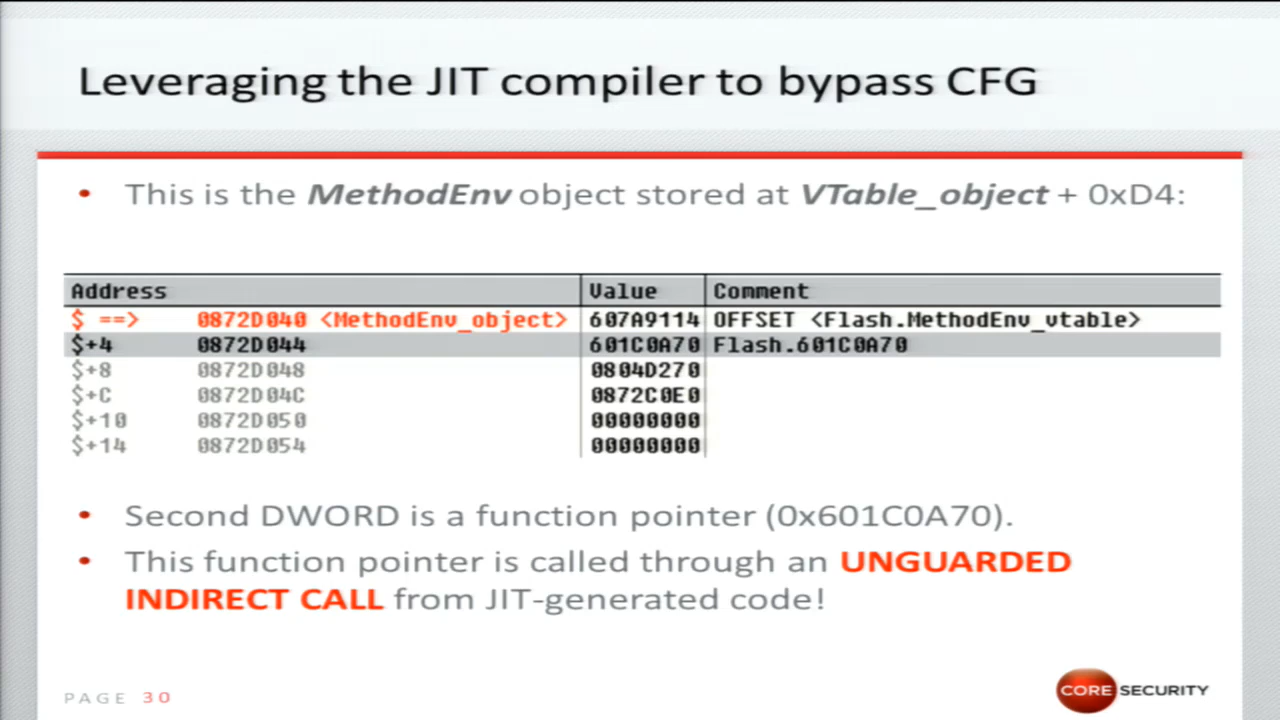 Leveraging the JIT compiler to bypass CFG
• This is the MethodEnv object stored at VTable_object + 0xD4:
Address Value Comment
$ ==> 0872D040 <MethodEnv_object> 607A9114 OFFSET <Flash.MethodEnv_vtable>
$+4 0872D044 601C0A70 Flash.601C0A70
$+8 0872D048 0804D270
$+C 0872D04C 0872C0E0
$+10 0872D050 00000000
$+14 0872D054 00000000
• Second DWORD is a function pointer (0x601C0A70).
• This function pointer is called through an UNGUARDED
INDIRECT CALL from JIT-generated code!
PAGE 30
CORE SECURITY